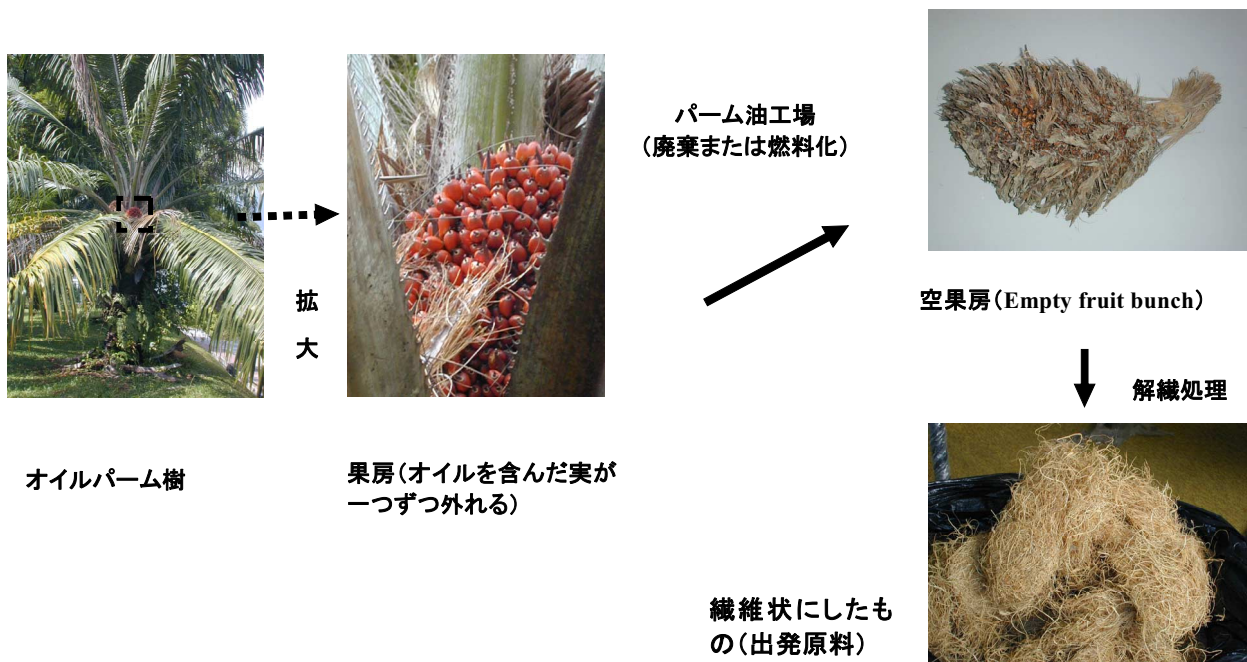 パーム油工場
（廃棄または燃料化）
拡
大
空果房（Empty fruit bunch）
解繊処理
オイルパーム樹
果房（オイルを含んだ実が
一つずつ外れる）
繊維状にしたも
の（出発原料）